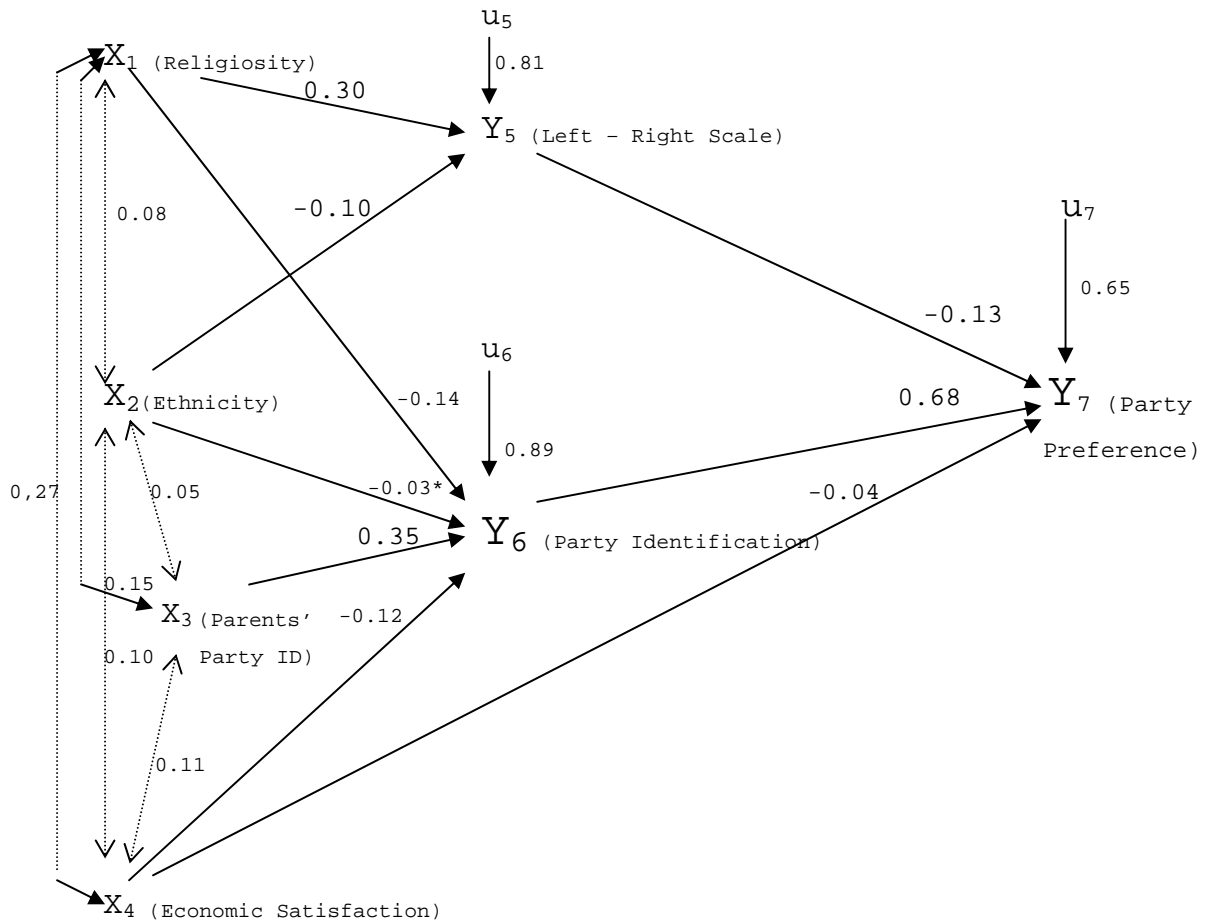 u5
X1 (Religiosity)
0.81
0.30
Y5 (Left – Right Scale)
-0.10
0.08
u7
0.65
-0.13
u6
X2(Ethnicity)
-0.14
0.68
Y7 (Party
Preference)
0.89
0,27
0.05
-0.03*
-0.04
0.35
Y6 (Party Identification)
0.15
X3 (Parents’
Party ID)
-0.12
0.10
0.11
X4 (Economic Satisfaction)